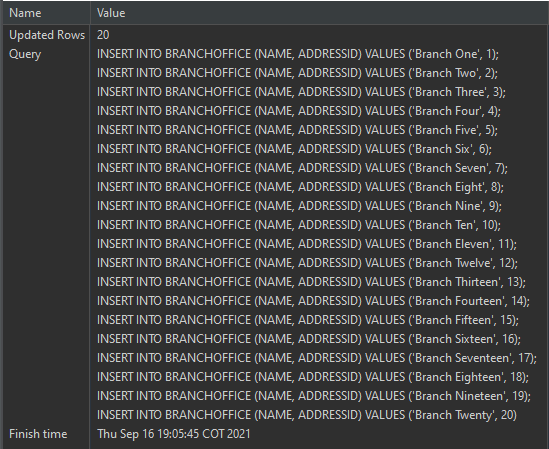 Name Value
Updated Rows 20
Query INSERT INTO BRANCHOFFICE (NAME, ADDRESSID) VALUES ('Branch One', 1);
INSERT INTO BRANCHOFFICE (NAME, ADDRESSID) VALUES ('Branch Two', 2);
INSERT INTO BRANCHOFFICE (NAME, ADDRESSID) VALUES ('Branch Three', 3);
INSERT INTO BRANCHOFFICE (NAME, ADDRESSID) VALUES ('Branch Four', 4);
INSERT INTO BRANCHOFFICE (NAME, ADDRESSID) VALUES ('Branch Five', 5);
INSERT INTO BRANCHOFFICE (NAME, ADDRESSID) VALUES ('Branch Six', 6);
INSERT INTO BRANCHOFFICE (NAME, ADDRESSID) VALUES ('Branch Seven', 7);
INSERT INTO BRANCHOFFICE (NAME, ADDRESSID) VALUES ('Branch Eight', 8);
INSERT INTO BRANCHOFFICE (NAME, ADDRESSID) VALUES ('Branch Nine', 9);
INSERT INTO BRANCHOFFICE (NAME, ADDRESSID) VALUES ('Branch Ten', 10);
INSERT INTO BRANCHOFFICE (NAME, ADDRESSID) VALUES ('Branch Eleven', 11);
INSERT INTO BRANCHOFFICE (NAME, ADDRESSID) VALUES ('Branch Twelve', 12);
INSERT INTO BRANCHOFFICE (NAME, ADDRESSID) VALUES ('Branch Thirteen', 13);
INSERT INTO BRANCHOFFICE (NAME, ADDRESSID) VALUES ('Branch Fourteen', 14);
INSERT INTO BRANCHOFFICE (NAME, ADDRESSID) VALUES ('Branch Fifteen', 15);
INSERT INTO BRANCHOFFICE (NAME, ADDRESSID) VALUES ('Branch Sixteen', 16);
INSERT INTO BRANCHOFFICE (NAME, ADDRESSID) VALUES ('Branch Seventeen', 17);
INSERT INTO BRANCHOFFICE (NAME, ADDRESSID) VALUES ('Branch Eighteen', 18);
INSERT INTO BRANCHOFFICE (NAME, ADDRESSID) VALUES ('Branch Nineteen', 19);
INSERT INTO BRANCHOFFICE (NAME, ADDRESSID) VALUES ('Branch Twenty', 20)
Finish time Thu Sep 16 19:05:45 COT 2021